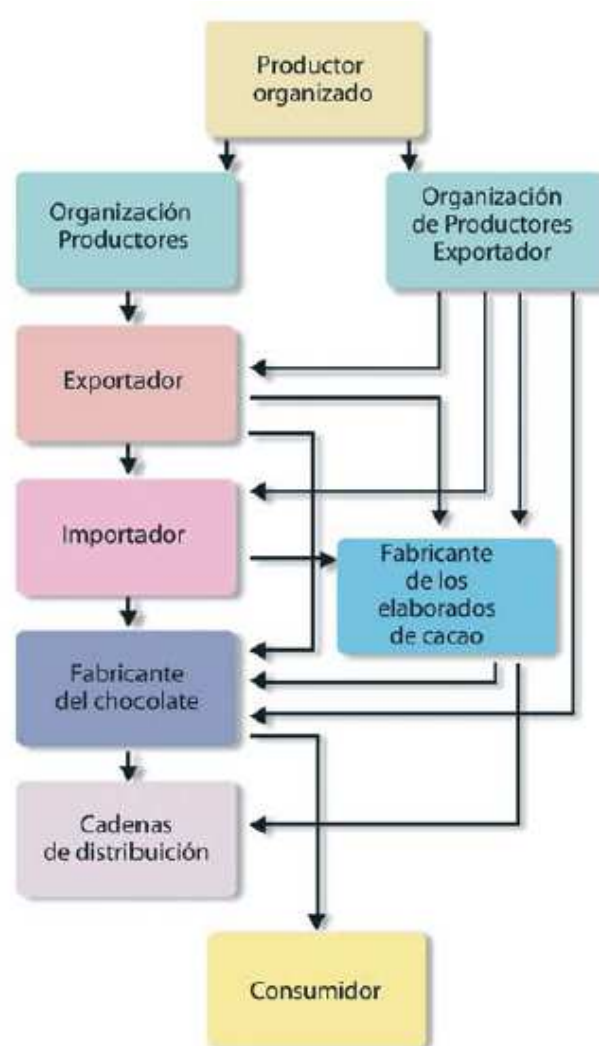 Productor
organizado
Organización
Productores
Organización
de Productores
Exportador
Exportador
Importador
Fabricante
de los
elaborados
de cacao
Fabricante
del chocolate
Cadenas
de distribuición
Consumidor